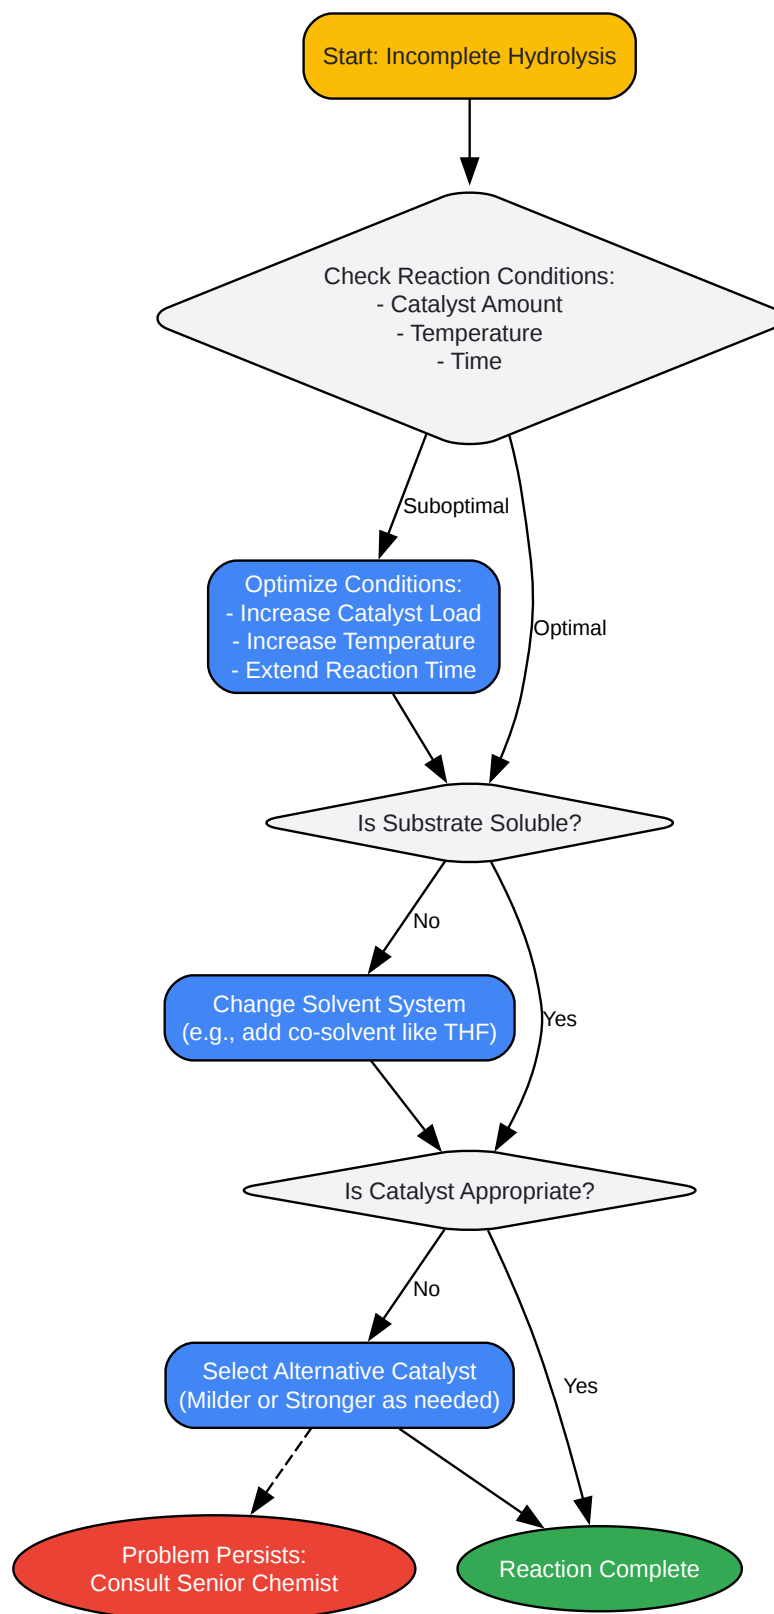 Start: Incomplete Hydrolysis
Check Reaction Conditions:
- Catalyst Amount
- Temperature
- Time
Suboptimal
Optimize Conditions:
- Increase Catalyst Load
- Increase Temperature
- Extend Reaction Time
Optimal
Is Substrate Soluble?
No
Change Solvent System
(e.g., add co-solvent like THF)
Yes
Is Catalyst Appropriate?
No
Select Alternative Catalyst
(Milder or Stronger as needed)
Yes
Problem Persists:
Consult Senior Chemist
Reaction Complete